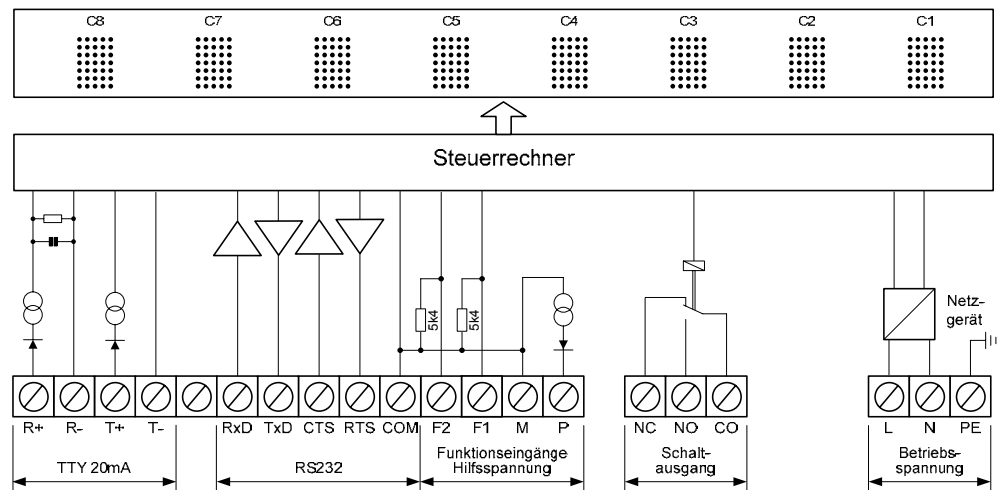 C8 C7 C6 C5 C4 C3 C2 C1
Steuerrechner
5k4 5k4
Netz-
gerät
R+ R- T+ T- RxD TxD CTS RTS COM F2 F1 M P NC NO CO L N PE
TTY 20mA
RS232
Funktionseingänge
Hilfsspannung
Schalt-
ausgang
Betriebs-
spannung